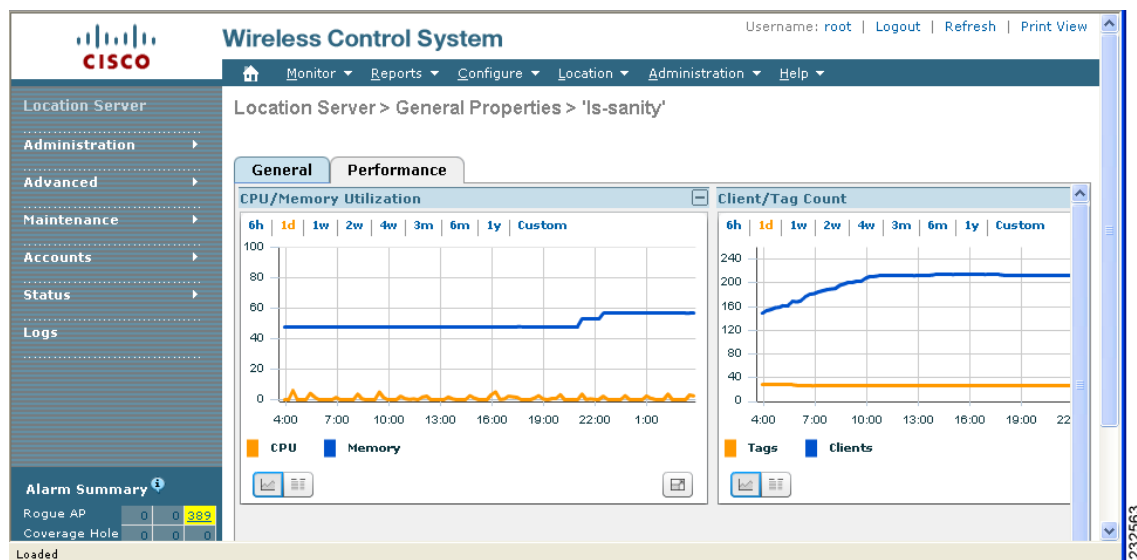 Username: root | Logout | Refresh | Print View
CISCO
Wireless Control System
Monitor Reports Configure Location Administration Help
Location Server
Administration
Advanced
Maintenance
Accounts
Status
Logs
Location Server > General Properties > 'ls-sanity'
General Performance
CPU/Memory Utilization
6h | 1d | 1w | 2w | 4w | 3m | 6m | 1y | Custom
100
80
60
40
20
0
4:00 7:00 10:00 13:00 16:00 19:00 22:00 1:00
CPU Memory
Client/Tag Count
6h | 1d | 1w | 2w | 4w | 3m | 6m | 1y | Custom
240
200
160
120
80
40
0
4:00 7:00 10:00 13:00 16:00 19:00 22
Tags Clients
Alarm Summary
Rogue AP 0 0 389
Coverage Hole 0 0 0
Loaded
232563